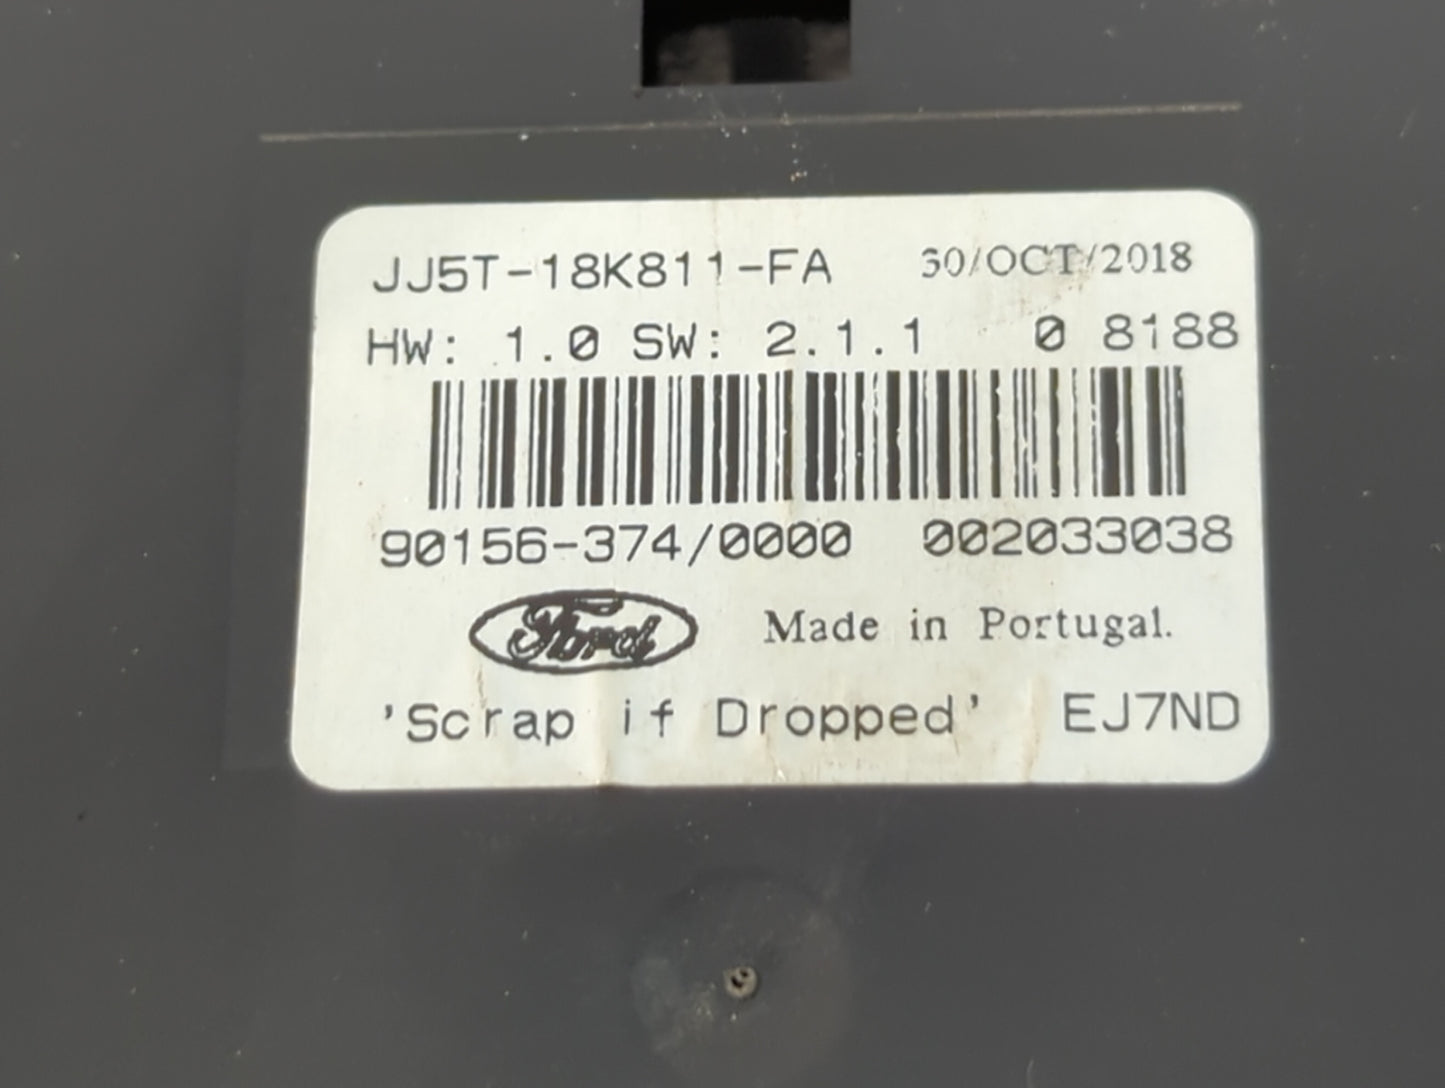 JJ5T-18K811-FA 30/OCT/2018
HW: 1.0 SW: 2.1.1 0 8188
90156-374/0000 002033038
Ford Made in Portugal.
'Scrap if Dropped' EJ7ND